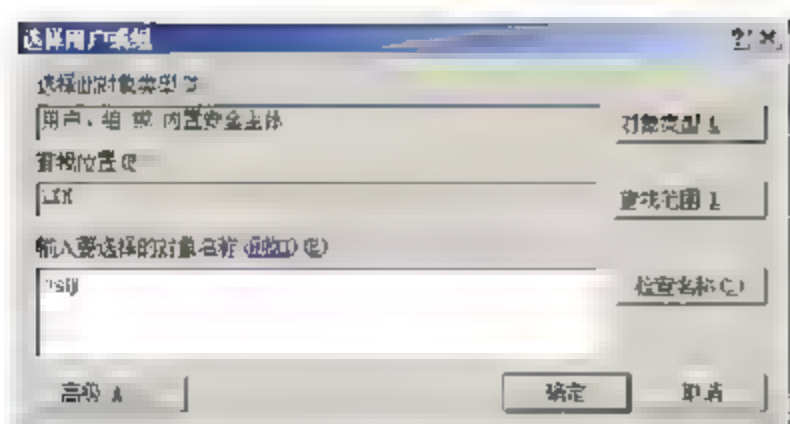 选择用户或组
选择此对象类型(S):
用户、组 或 内置安全主体
对象类型(O)...
查找位置(F):
查找范围(L)...
输入要选择的对象名称(例如)(E):
检查名称(C)
高级(A)...
确定
取消